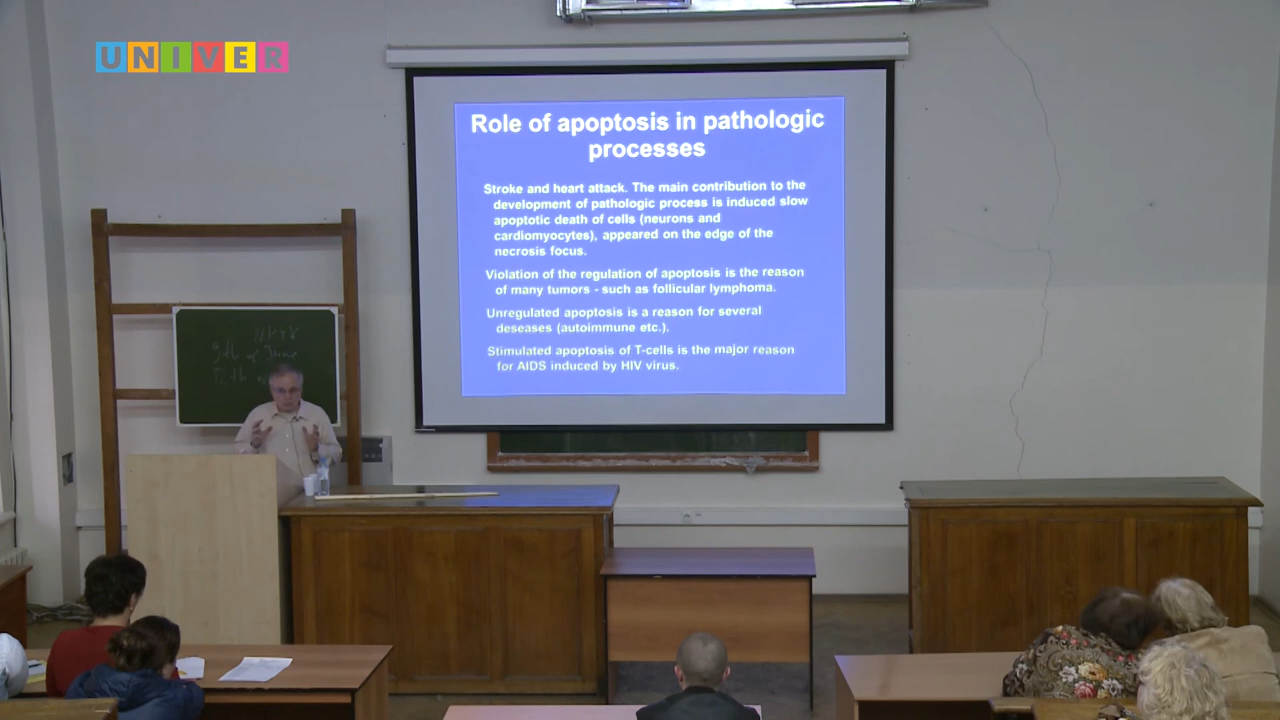 UNIVER
Role of apoptosis in pathologic
processes
Stroke and heart attack. The main contribution to the
development of pathologic process is induced slow
apoptotic death of cells (neurons and
cardiomyocytes), appeared on the edge of the
necrosis focus.
Violation of the regulation of apoptosis is the reason
of many tumors - such as follicular lymphoma.
Unregulated apoptosis is a reason for several
deseases (autoimmune etc.).
Stimulated apoptosis of T-cells is the major reason
for AIDS induced by HIV virus.
9th of June
12th